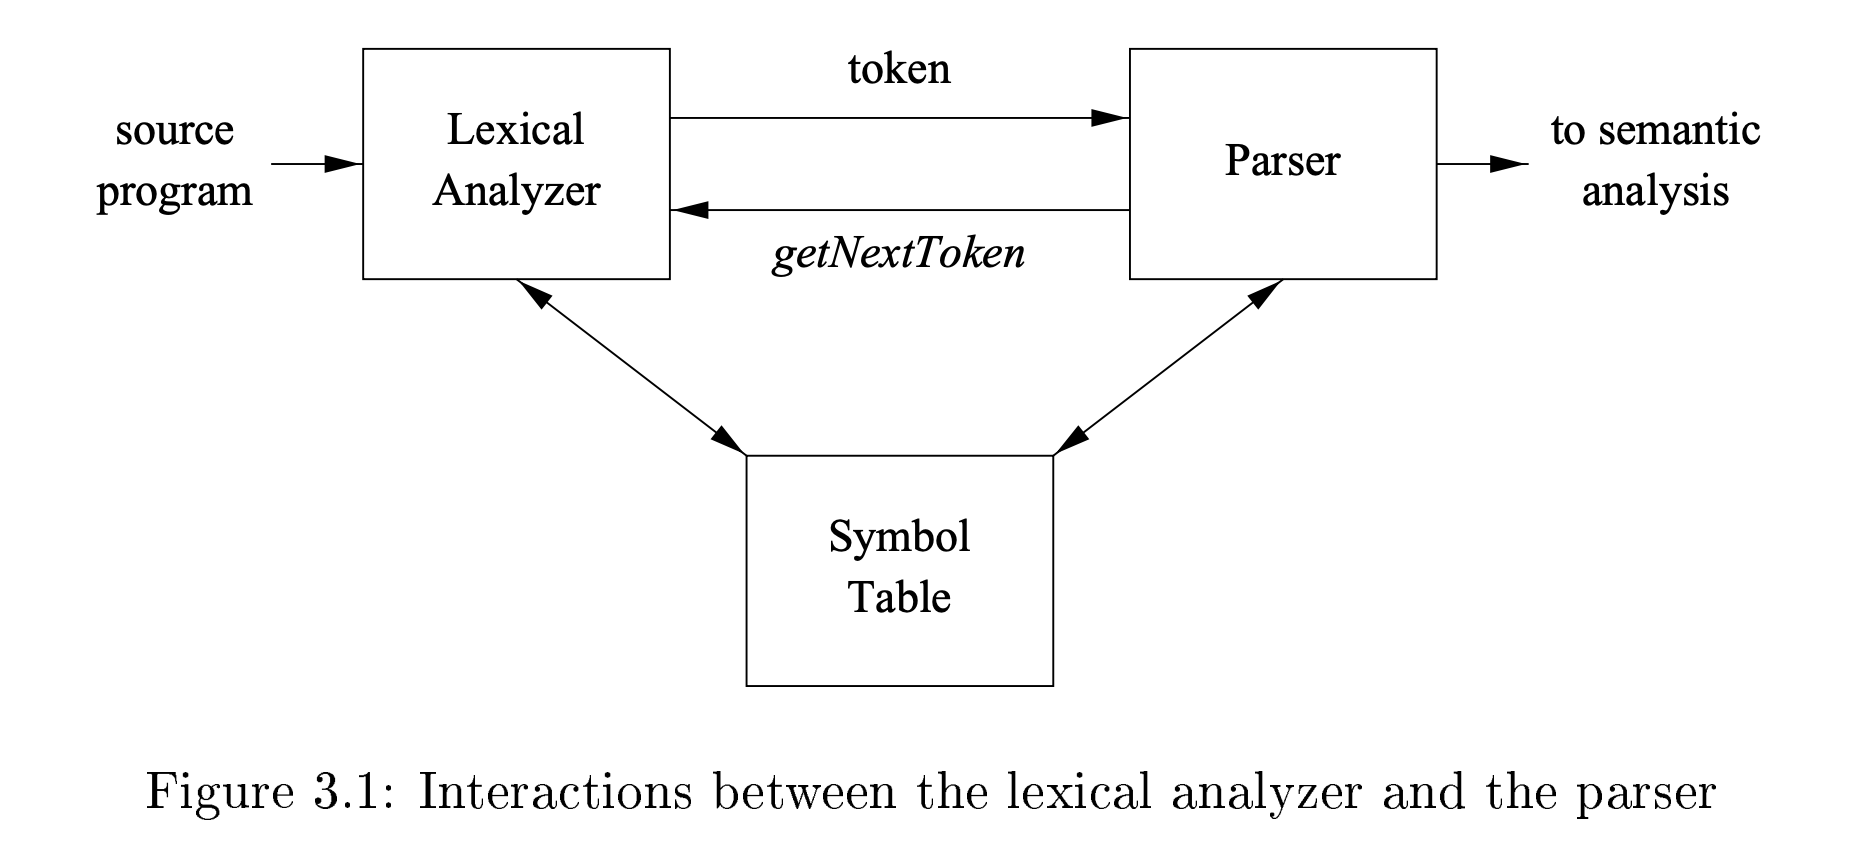 token
source
program
Lexical
Analyzer
Parser
to semantic
analysis
getNextToken
Symbol
Table
Figure 3.1: Interactions between the lexical analyzer and the parser